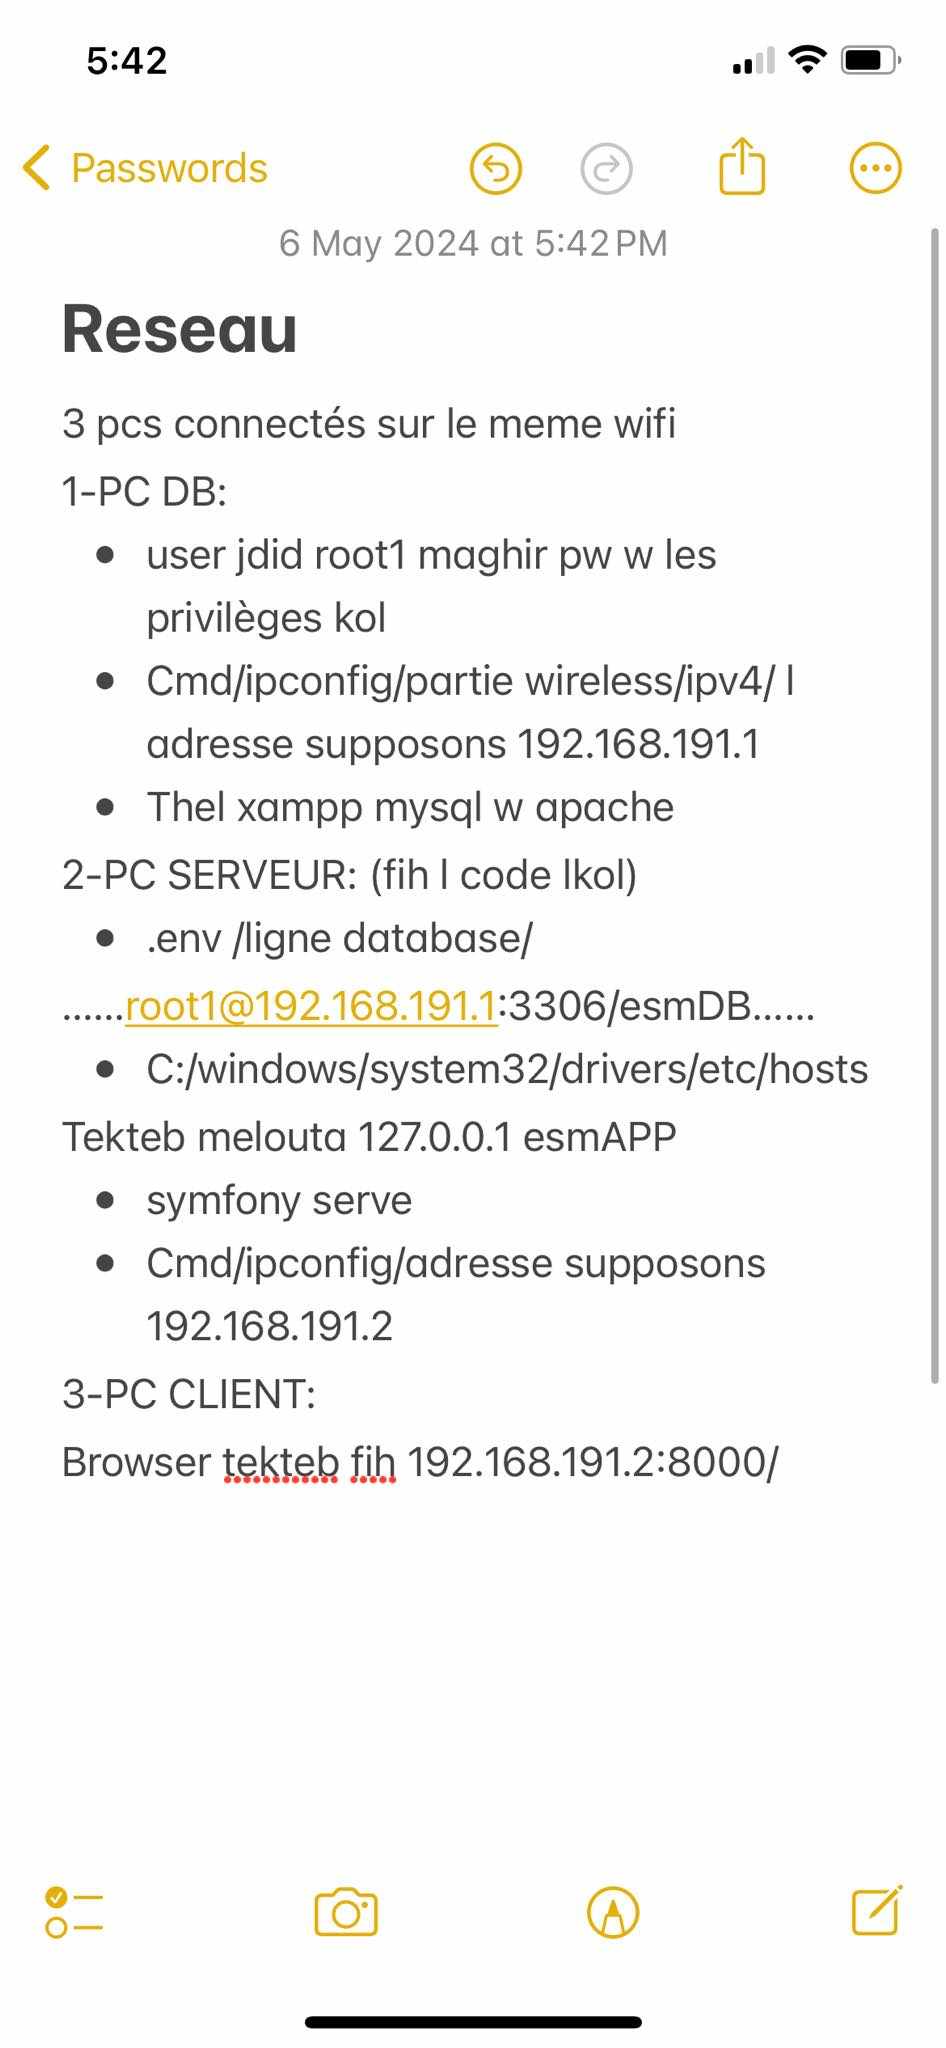 5:42
Passwords
6 May 2024 at 5:42 PM
Reseau
3 pcs connectés sur le meme wifi
1-PC DB:
• user jdid root1 maghir pw w les
privilèges kol
• Cmd/ipconfig/partie wireless/ipv4/ l
adresse supposons 192.168.191.1
• Thel xampp mysql w apache
2-PC SERVEUR: (fih l code lkol)
• .env /ligne database/
......root1@192.168.191.1:3306/esmDB......
• C:/windows/system32/drivers/etc/hosts
Tekteb melouta 127.0.0.1 esmAPP
• symfony serve
• Cmd/ipconfig/adresse supposons
192.168.191.2
3-PC CLIENT:
Browser tekteb fih 192.168.191.2:8000/